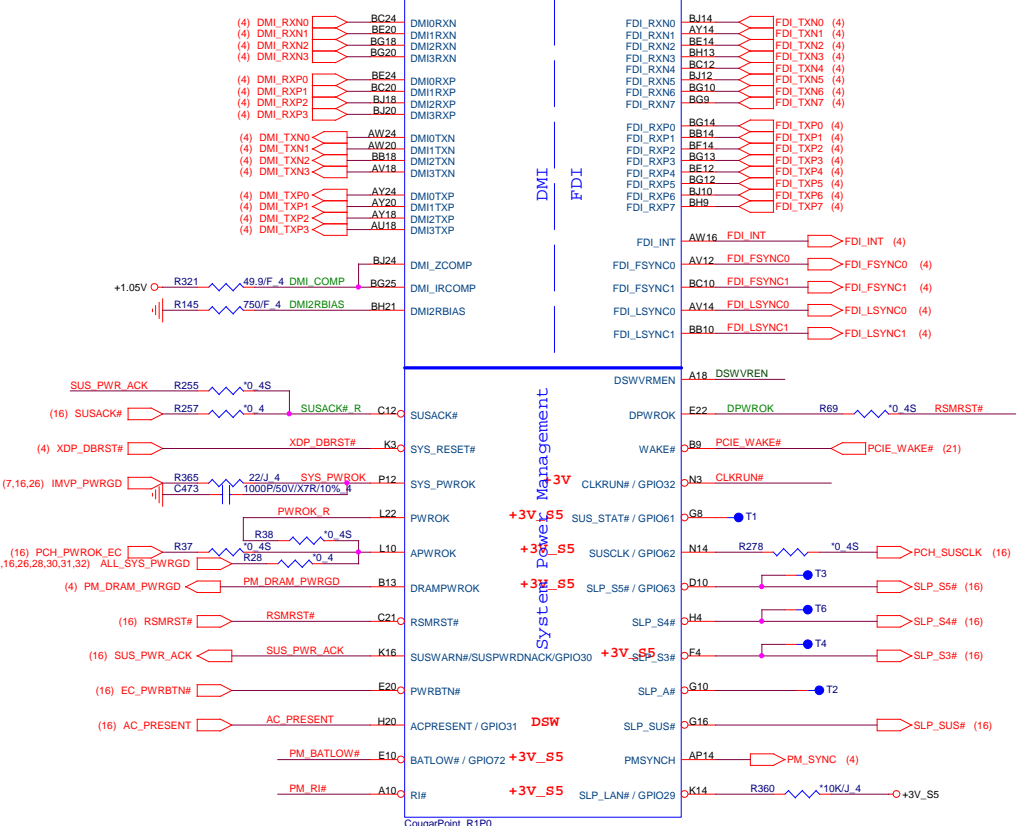 (4) DMI_RXN0 BC24 DMI0RXN FDI_RXN0 BJ14 FDI_TXN0 (4)
(4) DMI_RXN1 BE20 DMI1RXN FDI_RXN1 AY14 FDI_TXN1 (4)
(4) DMI_RXN2 BG18 DMI2RXN FDI_RXN2 BE14 FDI_TXN2 (4)
(4) DMI_RXN3 BG20 DMI3RXN FDI_RXN3 BH13 FDI_TXN3 (4)
FDI_RXN4 BC12 FDI_TXN4 (4)
(4) DMI_RXP0 BE24 DMI0RXP FDI_RXN5 BJ12 FDI_TXN5 (4)
(4) DMI_RXP1 BC20 DMI1RXP FDI_RXN6 BG10 FDI_TXN6 (4)
(4) DMI_RXP2 BJ18 DMI2RXP FDI_RXN7 BG9 FDI_TXN7 (4)
(4) DMI_RXP3 BJ20 DMI3RXP
FDI_RXP0 BG14 FDI_TXP0 (4)
(4) DMI_TXN0 AW24 DMI0TXN FDI_RXP1 BB14 FDI_TXP1 (4)
(4) DMI_TXN1 AW20 DMI1TXN FDI_RXP2 BF14 FDI_TXP2 (4)
(4) DMI_TXN2 BB18 DMI2TXN FDI_RXP3 BG13 FDI_TXP3 (4)
(4) DMI_TXN3 AV18 DMI3TXN FDI_RXP4 BE12 FDI_TXP4 (4)
FDI_RXP5 BG12 FDI_TXP5 (4)
(4) DMI_TXP0 AY24 DMI0TXP FDI_RXP6 BJ10 FDI_TXP6 (4)
(4) DMI_TXP1 AY20 DMI1TXP FDI_RXP7 BH9 FDI_TXP7 (4)
(4) DMI_TXP2 AY18 DMI2TXP
(4) DMI_TXP3 AU18 DMI3TXP
DMI
FDI
FDI_INT AW16 FDI_INT FDI_INT (4)
BJ24 DMI_ZCOMP FDI_FSYNC0 AV12 FDI_FSYNC0 FDI_FSYNC0 (4)
+1.05V R321 49.9/F_4 DMI_COMP BG25 DMI_IRCOMP FDI_FSYNC1 BC10 FDI_FSYNC1 FDI_FSYNC1 (4)
R145 750/F_4 DMI2RBIAS BH21 DMI2RBIAS FDI_LSYNC0 AV14 FDI_LSYNC0 FDI_LSYNC0 (4)
FDI_LSYNC1 BB10 FDI_LSYNC1 FDI_LSYNC1 (4)
System Power Management
DSWVRMEN A18 DSWVREN
SUS_PWR_ACK R255 *0_4S
(16) SUSACK# R257 *0_4 SUSACK#_R C12 SUSACK# DPWROK E22 DPWROK R69 *0_4S RSMRST#
(4) XDP_DBRST# XDP_DBRST# K3 SYS_RESET# WAKE# B9 PCIE_WAKE# PCIE_WAKE# (21)
(7,16,26) IMVP_PWRGD R365 22/J_4 SYS_PWROK P12 SYS_PWROK +3V CLKRUN# / GPIO32 N3 CLKRUN#
C473 1000P/50V/X7R/10%_4
PWROK_R L22 PWROK +3V_S5 SUS_STAT# / GPIO61 G8 T1
R38 *0_4S
(16) PCH_PWROK_EC R37 *0_4S L10 APWROK +3V_S5 SUSCLK / GPIO62 N14 R278 *0_4S PCH_SUSCLK (16)
,16,26,28,30,31,32) ALL_SYS_PWRGD R28 *0_4
T3
(4) PM_DRAM_PWRGD PM_DRAM_PWRGD B13 DRAMPWROK +3V_S5 SLP_S5# / GPIO63 D10 SLP_S5# (16)
T6
(16) RSMRST# RSMRST# C21 RSMRST# SLP_S4# H4 SLP_S4# (16)
T4
(16) SUS_PWR_ACK SUS_PWR_ACK K16 SUSWARN#/SUSPWRDNACK/GPIO30 +3V_S5 SLP_S3# F4 SLP_S3# (16)
(16) EC_PWRBTN# E20 PWRBTN# SLP_A# G10 T2
(16) AC_PRESENT AC_PRESENT H20 ACPRESENT / GPIO31 DSW SLP_SUS# G16 SLP_SUS# (16)
PM_BATLOW# E10 BATLOW# / GPIO72 +3V_S5 PMSYNCH AP14 PM_SYNC (4)
PM_RI# A10 RI# +3V_S5 SLP_LAN# / GPIO29 K14 R360 *10K/J_4 +3V_S5
CougarPoint_R1P0